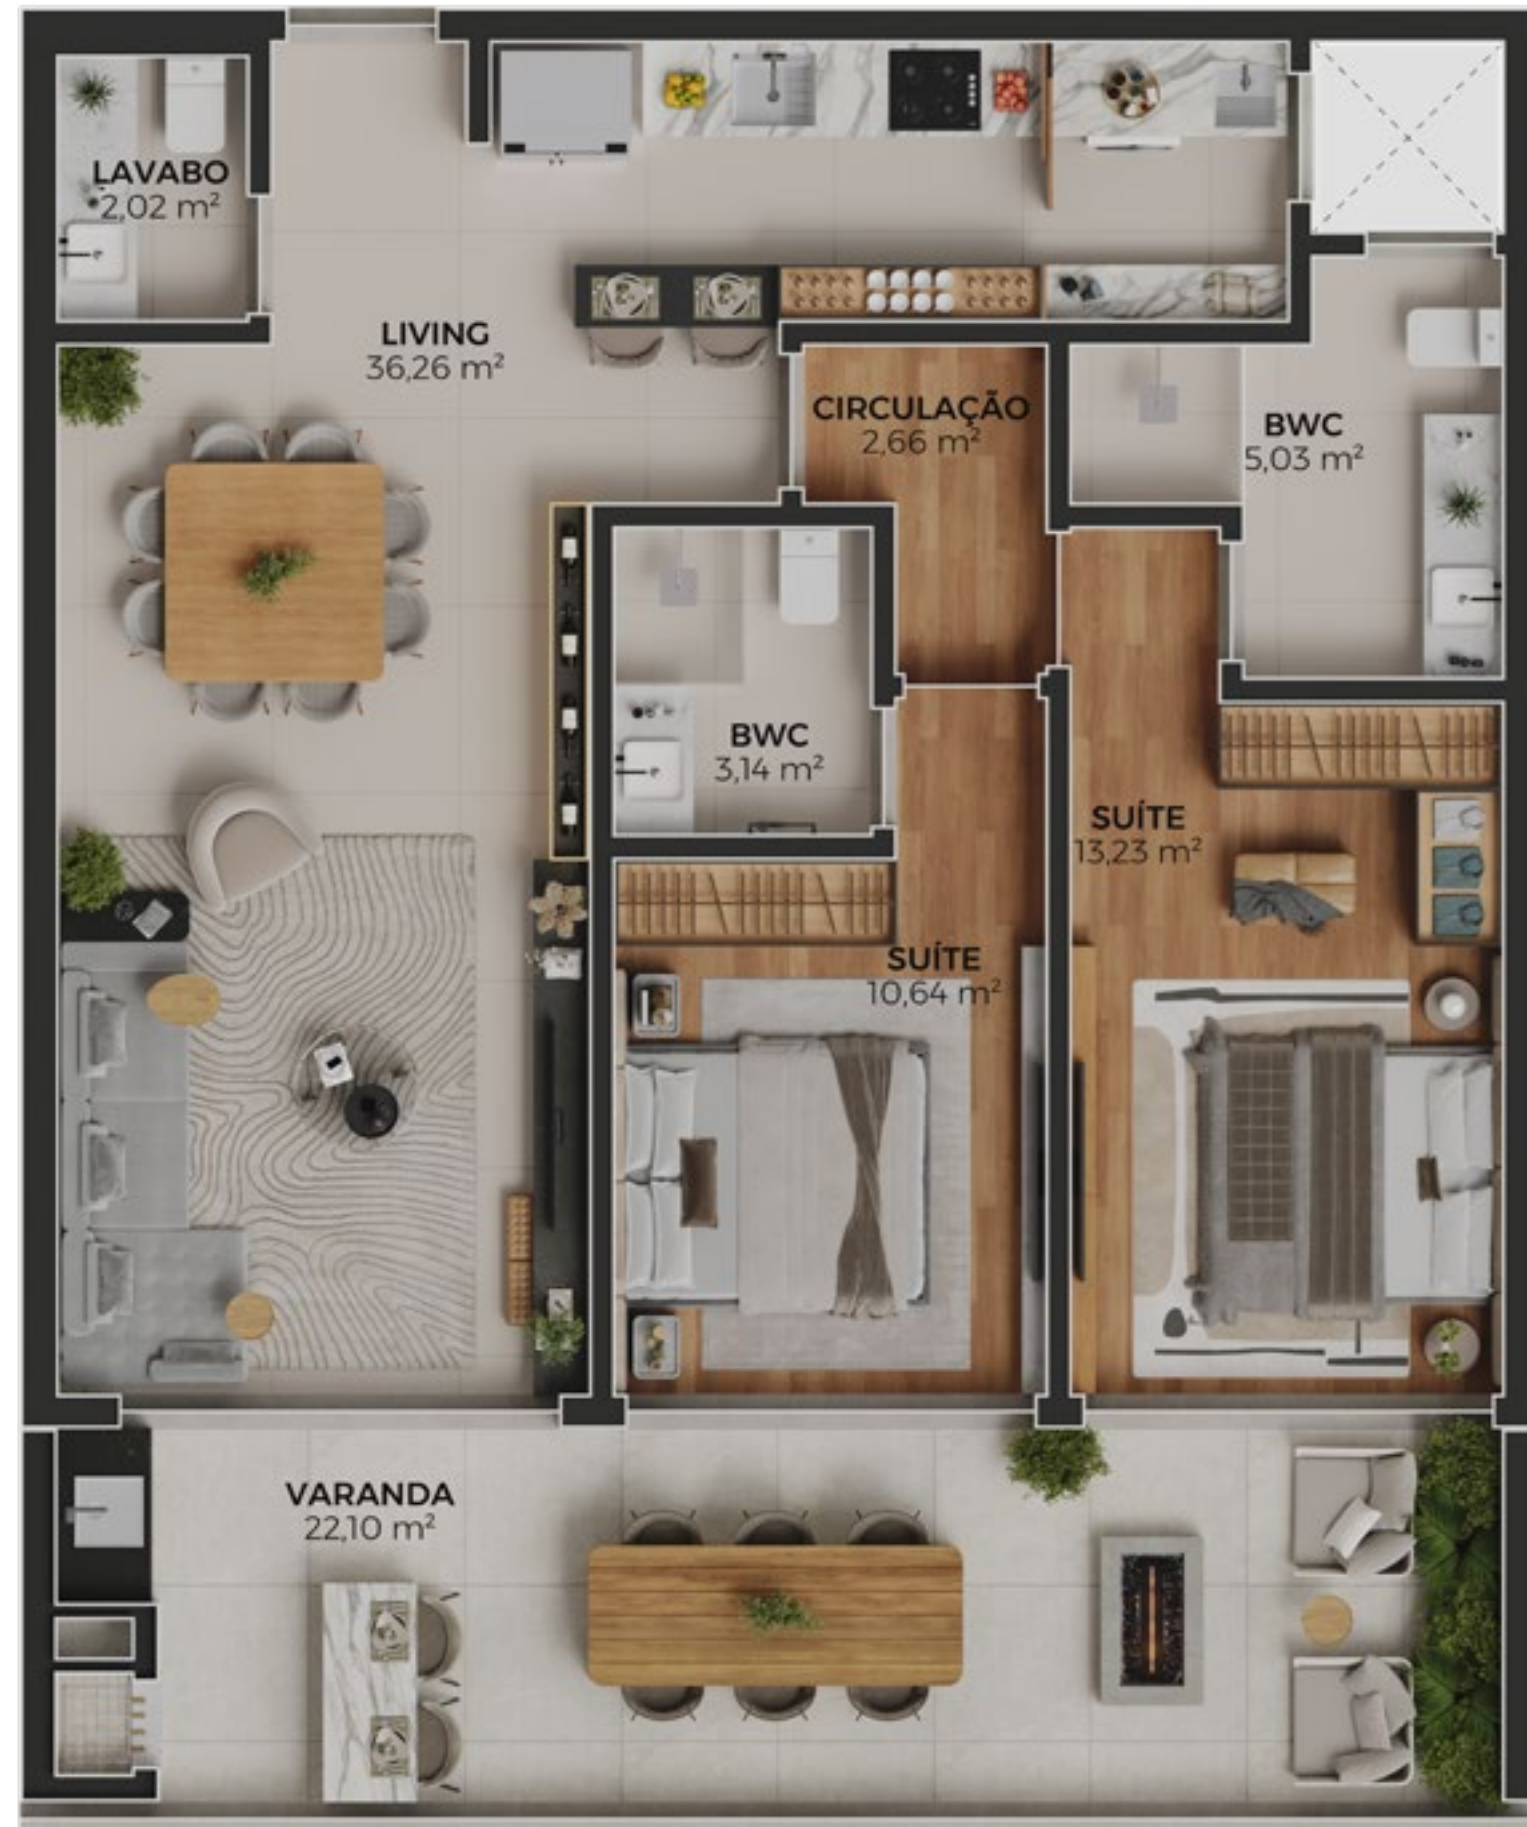 LAVABO
2,02 m²
LIVING
36,26 m²
CIRCULAÇÃO
2,66 m²
BWC
5,03 m²
BWC
3,14 m²
SUÍTE
13,23 m²
SUÍTE
10,64 m²
VARANDA
22,10 m²